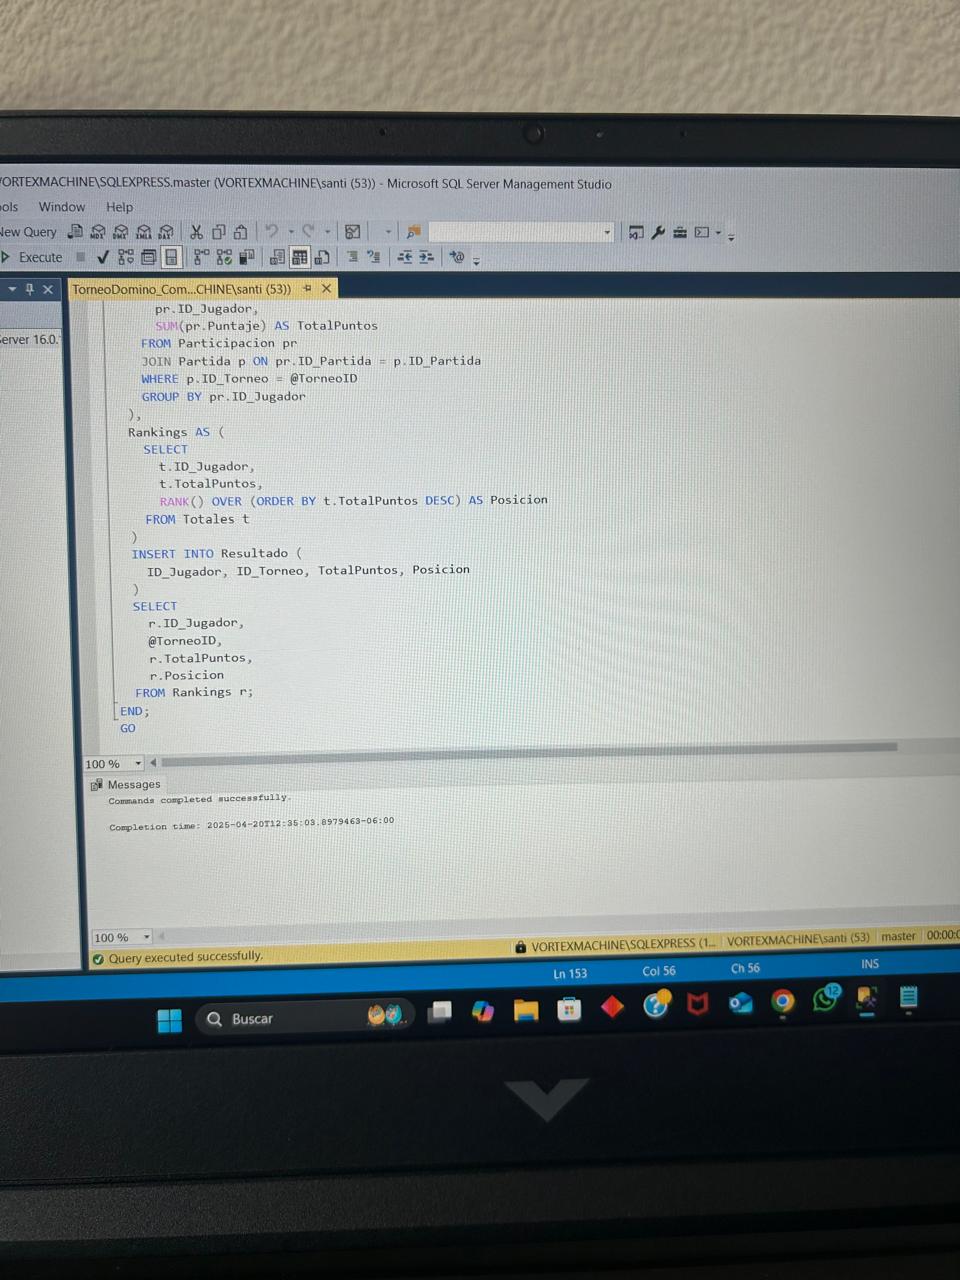 VORTEXMACHINE\SQLEXPRESS.master (VORTEXMACHINE\santi (53)) - Microsoft SQL Server Management Studio
ols Window Help
New Query MDX DMX XMLA DAX
Execute
TorneoDomino_Com...CHINE\santi (53))
Server 16.0.
pr.ID_Jugador,
SUM(pr.Puntaje) AS TotalPuntos
FROM Participacion pr
JOIN Partida p ON pr.ID_Partida = p.ID_Partida
WHERE p.ID_Torneo = @TorneoID
GROUP BY pr.ID_Jugador
),
Rankings AS (
SELECT
t.ID_Jugador,
t.TotalPuntos,
RANK() OVER (ORDER BY t.TotalPuntos DESC) AS Posicion
FROM Totales t
)
INSERT INTO Resultado (
ID_Jugador, ID_Torneo, TotalPuntos, Posicion
)
SELECT
r.ID_Jugador,
@TorneoID,
r.TotalPuntos,
r.Posicion
FROM Rankings r;
END;
GO
100 %
Messages
Commands completed successfully.
Completion time: 2025-04-20T12:35:03.8979463-06:00
100 %
Query executed successfully. VORTEXMACHINE\SQLEXPRESS (1... VORTEXMACHINE\santi (53) master 00:00:0
Ln 153 Col 56 Ch 56 INS
Buscar 12